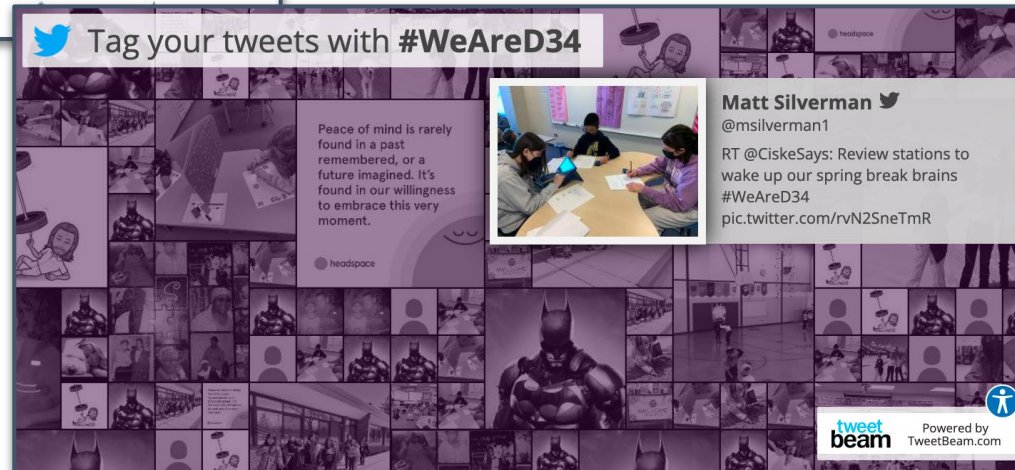 Tag your tweets with #WeAreD34
headspace
Peace of mind is rarely
found in a past
remembered, or a
future imagined. It's
found in our willingness
to embrace this very
moment.
headspace
Matt Silverman
@msilverman1
RT @CiskeSays: Review stations to
wake up our spring break brains
#WeAreD34
pic.twitter.com/rvN2SneTmR
tweet
beam
Powered by
TweetBeam.com